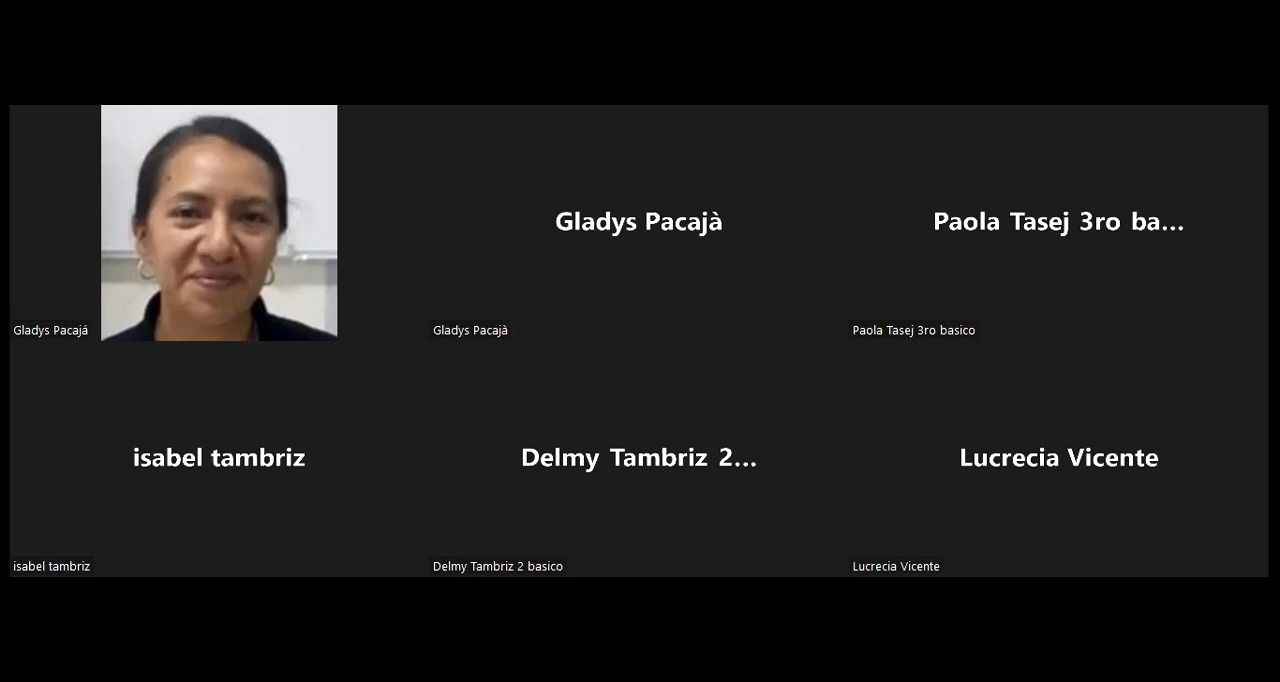 Gladys Pacajà
Paola Tasej 3ro ba...
Gladys Pacajá
Gladys Pacajà
Paola Tasej 3ro basico
isabel tambriz
Delmy Tambriz 2...
Lucrecia Vicente
isabel tambriz
Delmy Tambriz 2 basico
Lucrecia Vicente